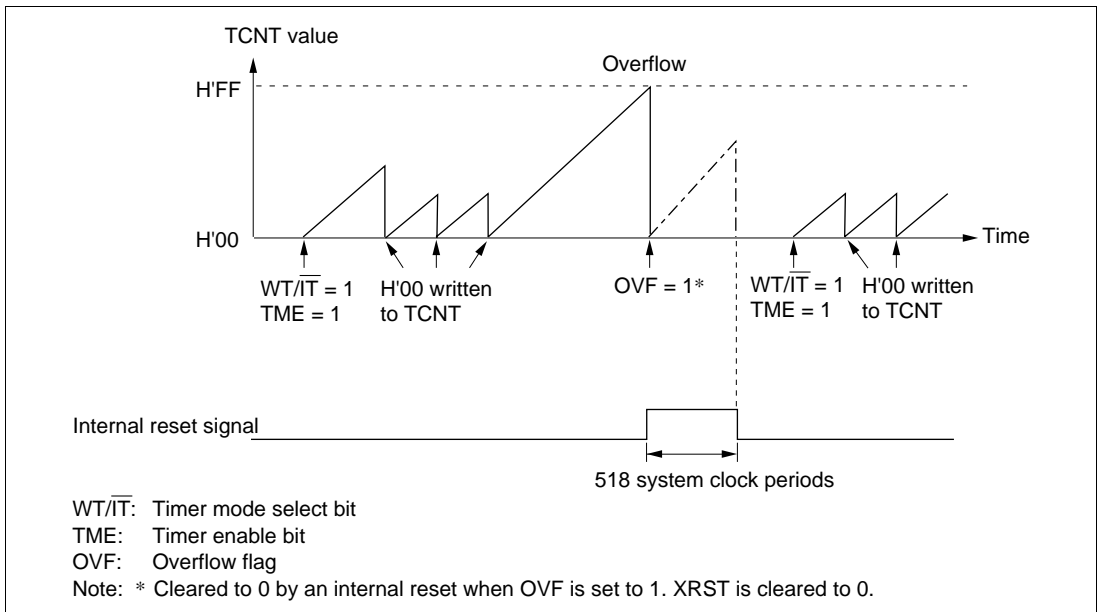 TCNT value
Overflow
H'FF
H'00
Time
WT/IT = 1
TME = 1
H'00 written
to TCNT
OVF = 1*
WT/IT = 1
TME = 1
H'00 written
to TCNT
Internal reset signal
518 system clock periods
WT/IT: Timer mode select bit
TME: Timer enable bit
OVF: Overflow flag
Note: * Cleared to 0 by an internal reset when OVF is set to 1. XRST is cleared to 0.